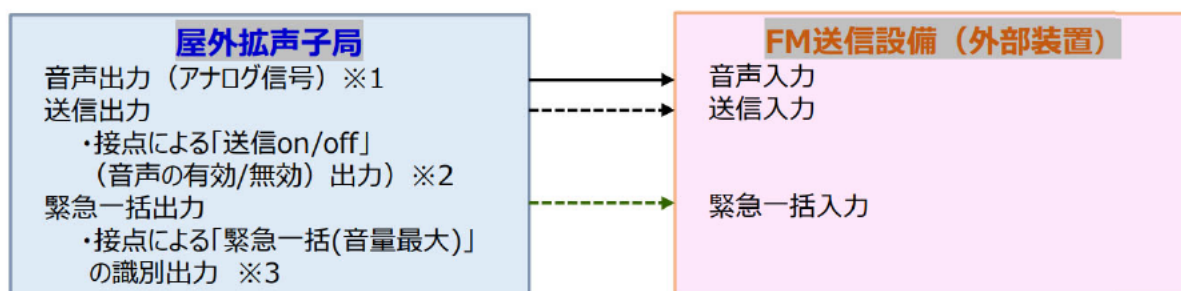 屋外拡声子局
音声出力（アナログ信号）※1
送信出力
・接点による「送信on/off」
（音声の有効/無効）出力）※2
緊急一括出力
・接点による「緊急一括(音量最大)」
の識別出力 ※3
FM送信設備（外部装置）
音声入力
送信入力
緊急一括入力